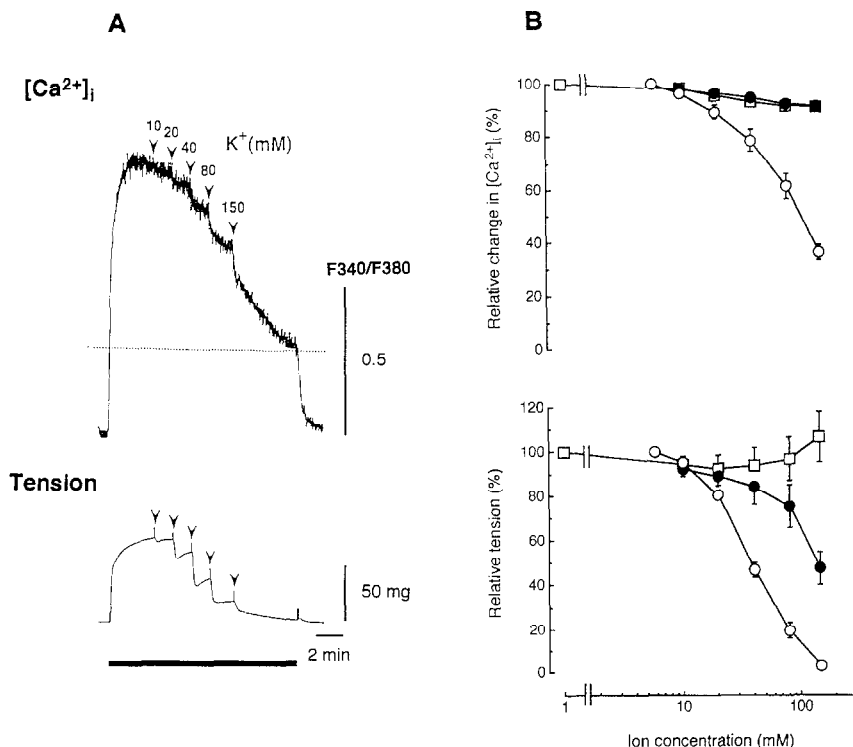 A
[Ca²⁺]ᵢ
10
20
40
80
150
K⁺(mM)
F340/F380
0.5
Tension
50 mg
2 min
B
Relative change in [Ca²⁺]ᵢ (%)
100
80
60
40
20
0
Relative tension (%)
120
100
80
60
40
20
0
1
10
100
Ion concentration (mM)